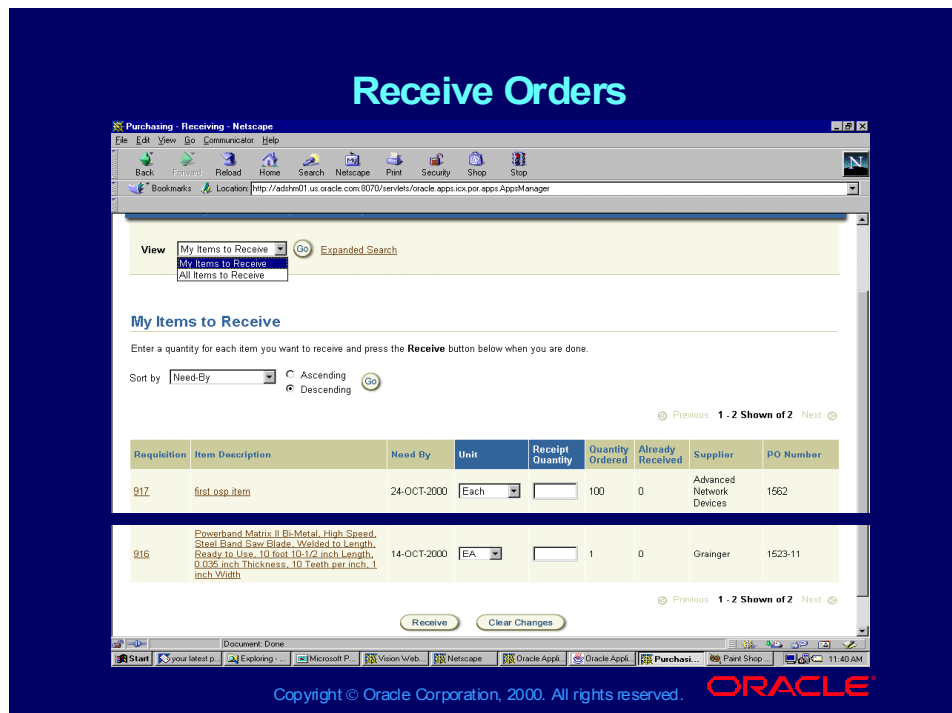 Receive Orders
Purchasing - Receiving - Netscape
File Edit View Go Communicator Help
Back Forward Reload Home Search Netscape Print Security Shop Stop
N
Bookmarks Location: http://adshm01.us.oracle.com:8070/servlets/oracle.apps.icx.por.apps.AppsManager
View My Items to Receive Go Expanded Search
My Items to Receive
All Items to Receive
My Items to Receive
Enter a quantity for each item you want to receive and press the Receive button below when you are done.
Sort by Need-By Ascending
Descending Go
Previous 1 - 2 Shown of 2 Next
Requisition Item Description Need By Unit Receipt Quantity Quantity Ordered Already Received Supplier PO Number
917 first osp item 24-OCT-2000 Each 100 0 Advanced Network Devices 1562
916 Powerband Matrix II Bi-Metal, High Speed,
Steel Band Saw Blade, Welded to Length,
Ready to Use, 10 foot 10-1/2 inch Length,
0.035 inch Thickness, 10 Teeth per inch, 1
inch Width 14-OCT-2000 EA 1 0 Grainger 1523-11
Previous 1 - 2 Shown of 2 Next
Receive Clear Changes
Document: Done
Start your latest p... Exploring - ... Microsoft P... Vision Web... Netscape Oracle Appli... Oracle Appli... Purchasi... Paint Shop ... 11:40 AM
Copyright © Oracle Corporation, 2000. All rights reserved. ORACLE®